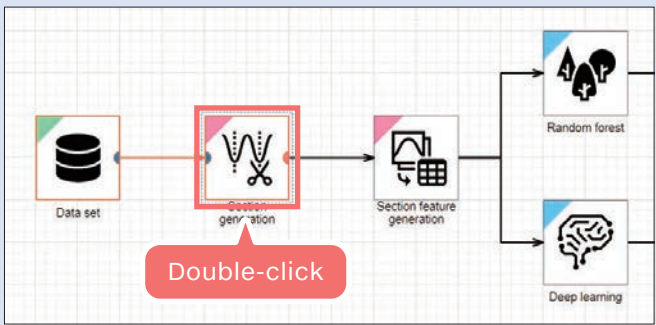 Random forest
Data set
Section
generation
Section feature
generation
Double-click
Deep learning